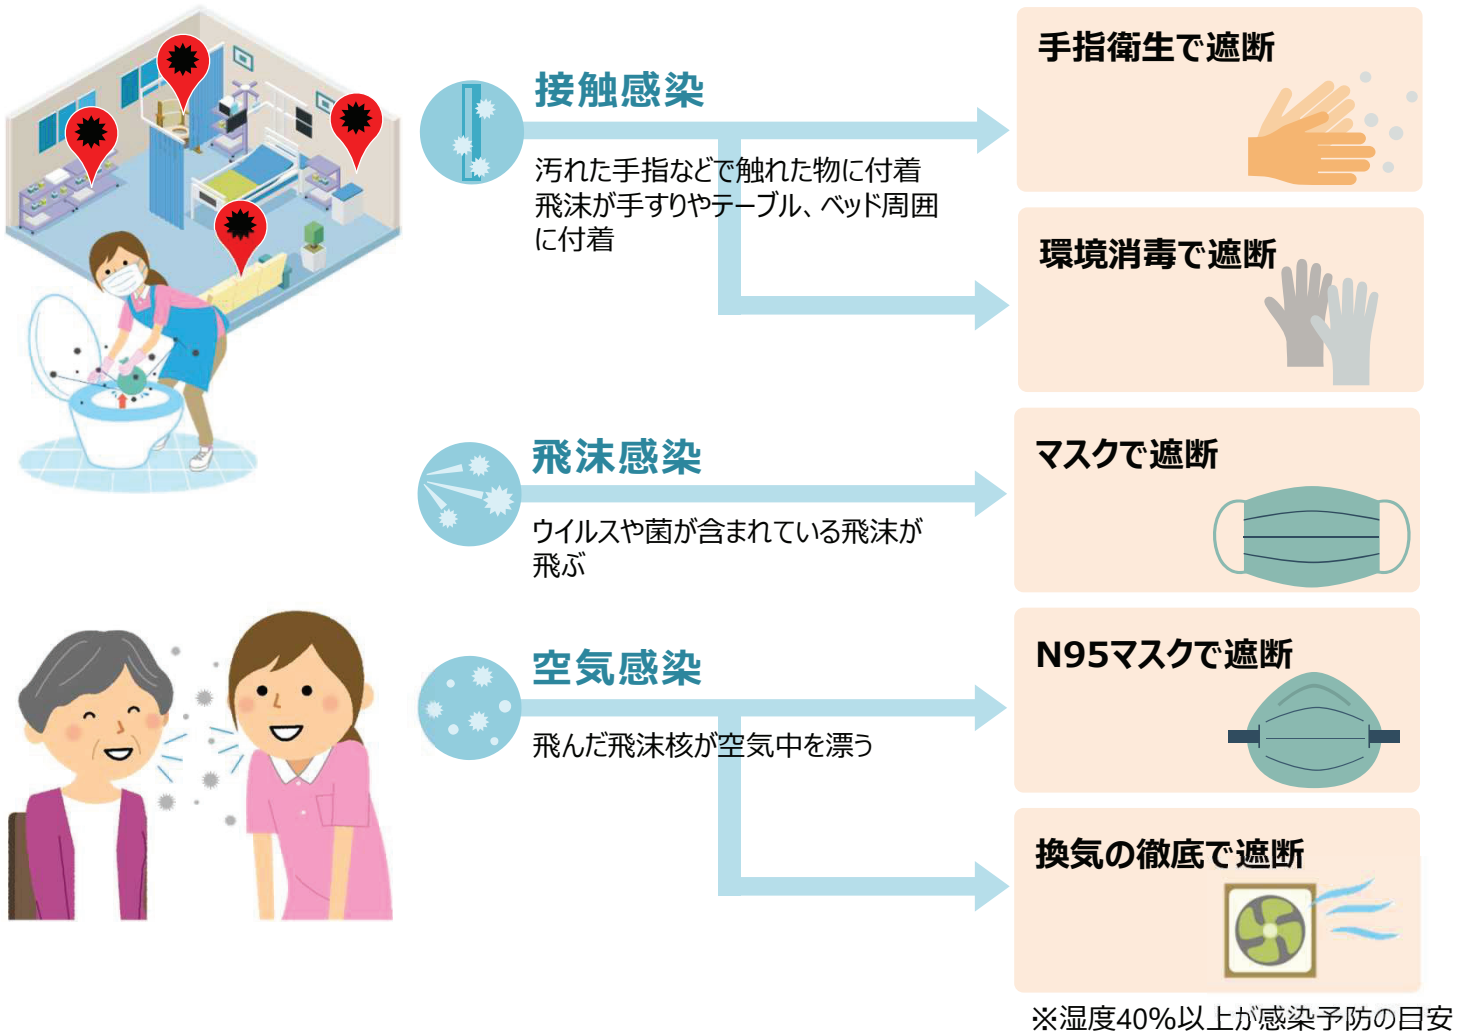 接触感染
汚れた手指などで触れた物に付着
飛沫が手すりやテーブル、ベッド周囲
に付着
手指衛生で遮断
環境消毒で遮断
飛沫感染
ウイルスや菌が含まれている飛沫が
飛ぶ
マスクで遮断
空気感染
飛んだ飛沫核が空気中を漂う
N95マスクで遮断
換気の徹底で遮断
※湿度40%以上が感染予防の目安